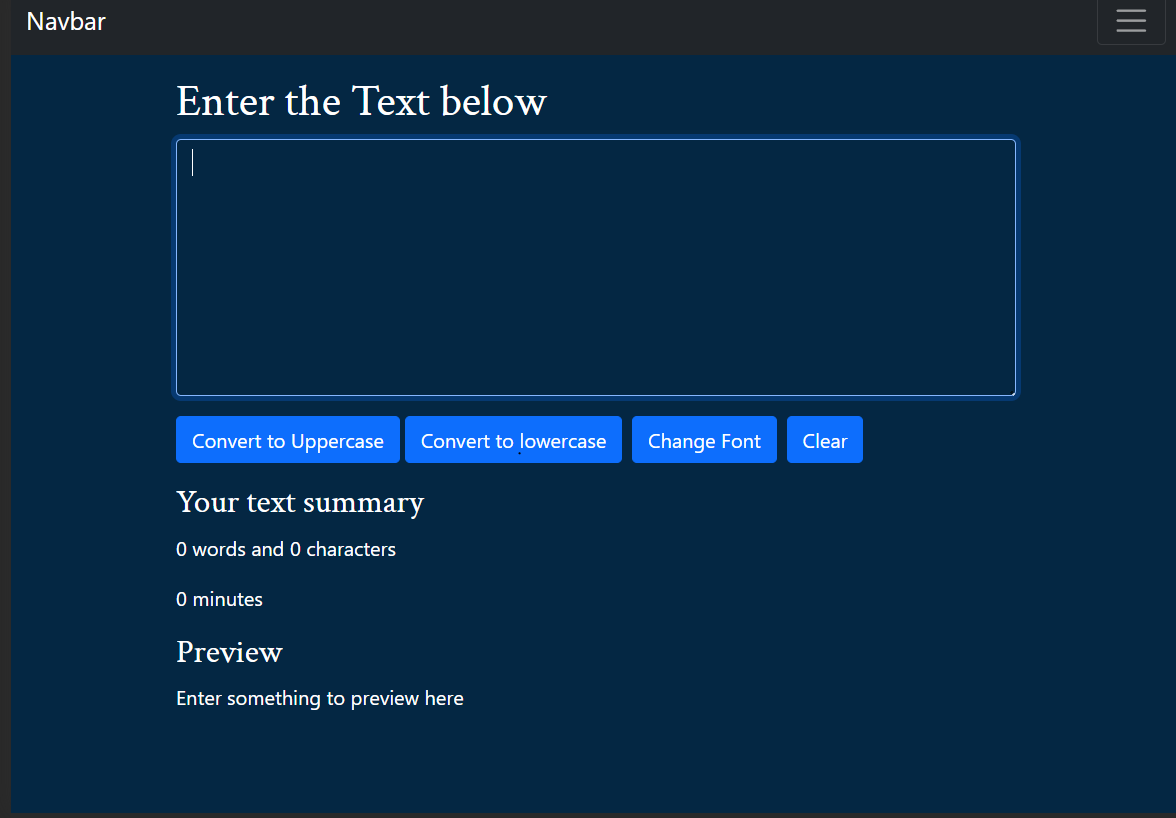 Navbar
Enter the Text below
Convert to Uppercase Convert to lowercase Change Font Clear
Your text summary
0 words and 0 characters
0 minutes
Preview
Enter something to preview here